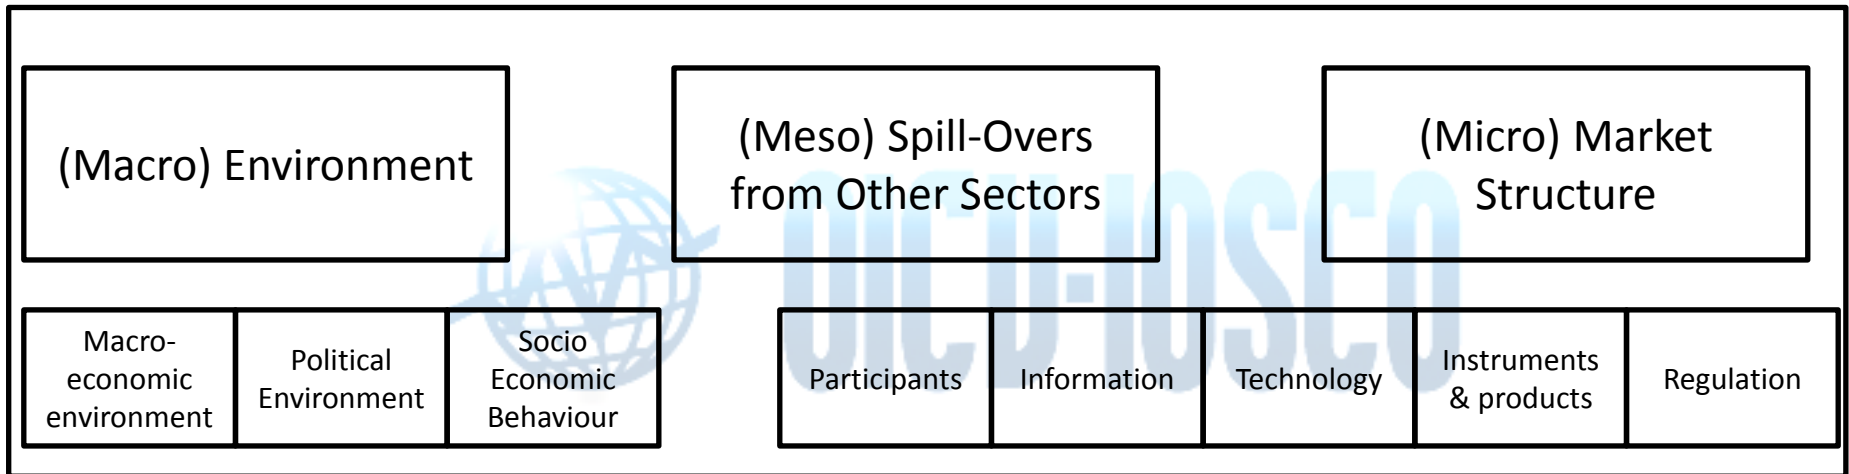 (Macro) Environment
(Meso) Spill-Overs
from Other Sectors
(Micro) Market
Structure
OICU-IOSCO
Macro-
economic
environment
Political
Environment
Socio
Economic
Behaviour
Participants
Information
Technology
Instruments
& products
Regulation